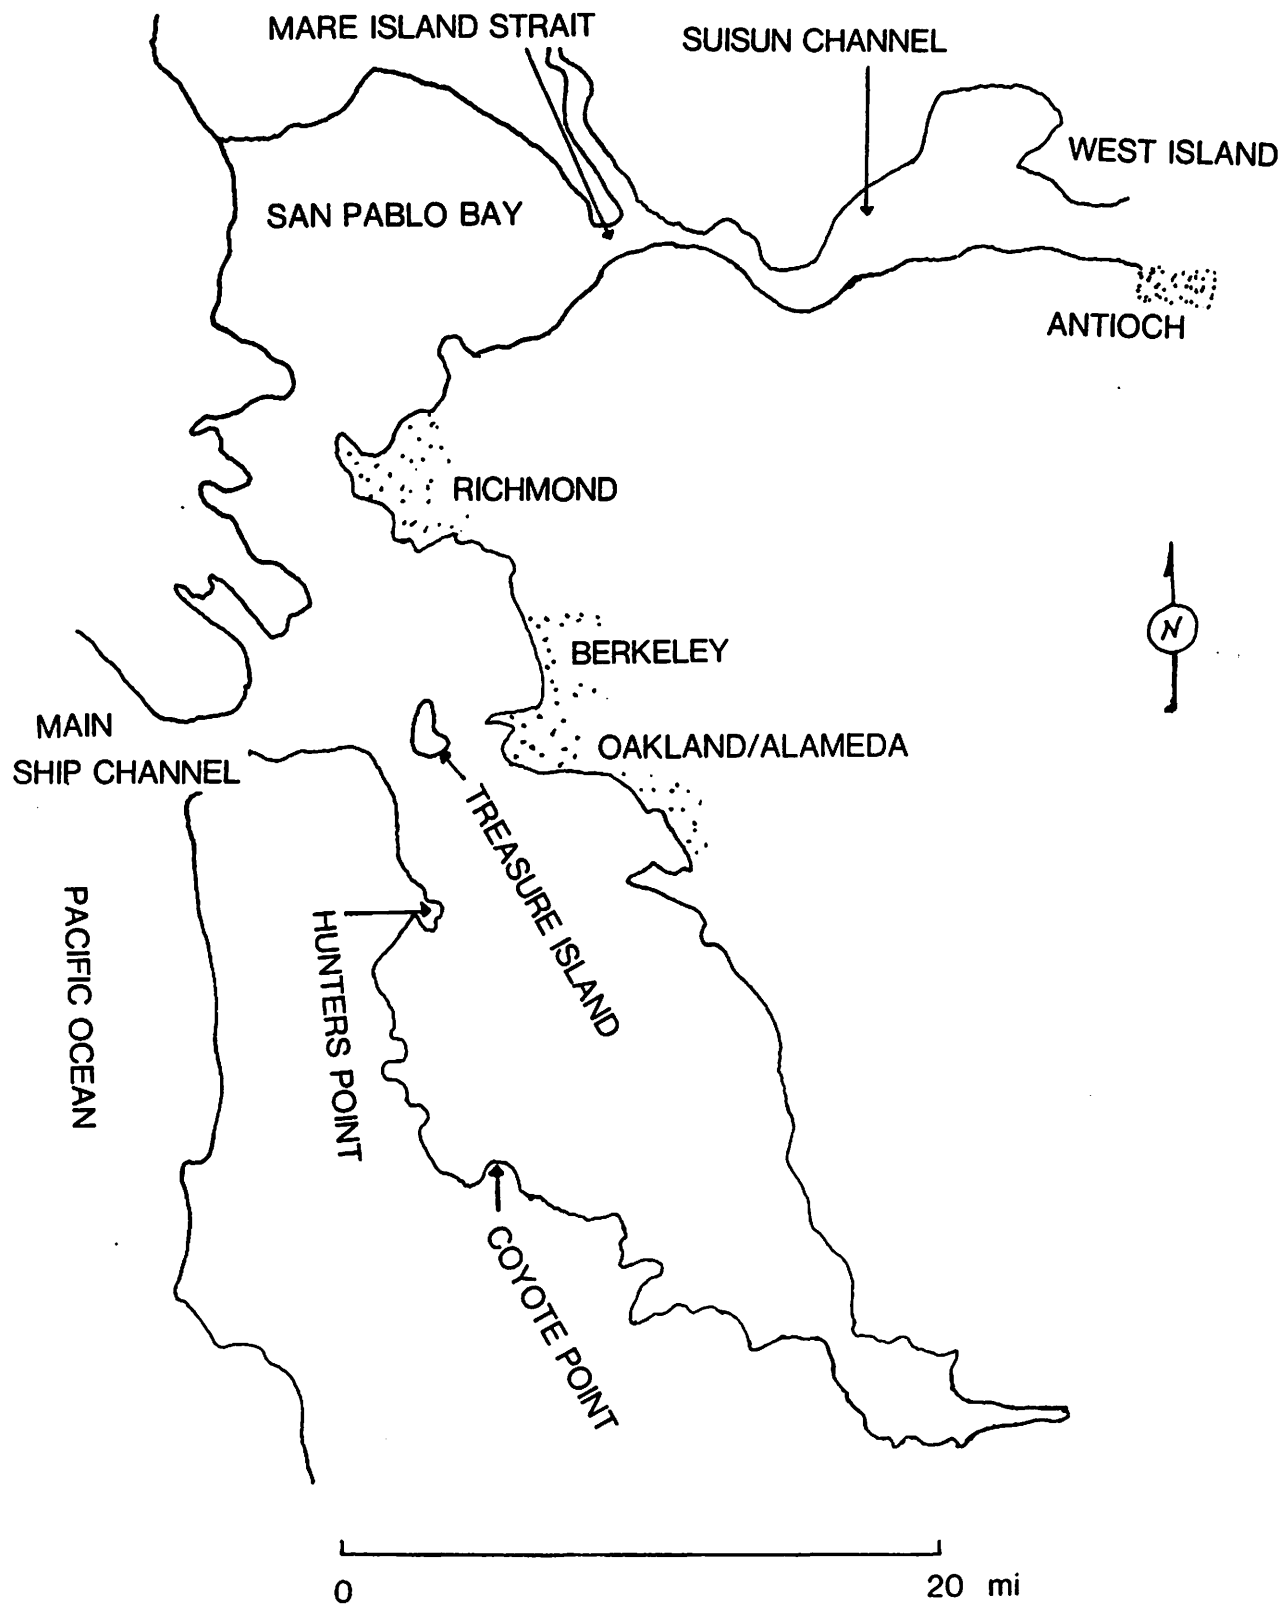 MARE ISLAND STRAIT
SUISUN CHANNEL
WEST ISLAND
SAN PABLO BAY
ANTIOCH
RICHMOND
N
BERKELEY
MAIN
SHIP CHANNEL
OAKLAND/ALAMEDA
TREASURE ISLAND
PACIFIC OCEAN
HUNTERS POINT
COYOTE POINT
0
20 mi